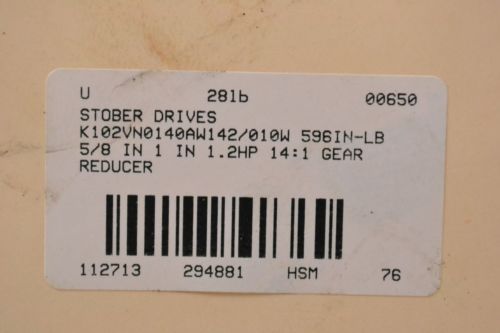 U 28lb 00650
STOBER DRIVES
K102VN0140AW142/010W 596IN-LB
5/8 IN 1 IN 1.2HP 14:1 GEAR
REDUCER
112713 294881 HSM 76